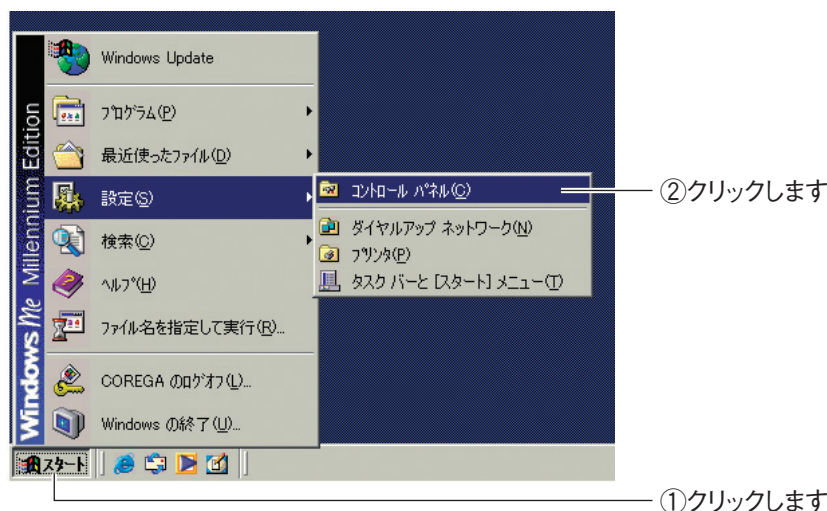 Windows Update
プログラム(P)
最近使ったファイル(D)
設定(S)
検索(C)
ヘルプ(H)
ファイル名を指定して実行(R)...
COREGA のログオフ(L)...
Windows の終了(U)...
Windows Me Millennium Edition
コントロール パネル(C)
ダイヤルアップ ネットワーク(N)
プリンタ(P)
タスク バーと [スタート] メニュー(T)
②クリックします
スタート
①クリックします